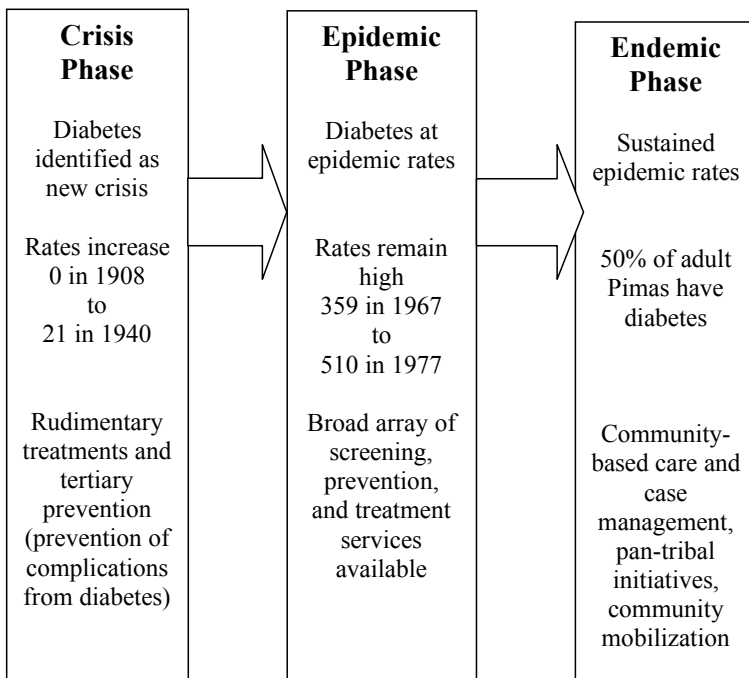 Crisis
Phase
Diabetes
identified as
new crisis
Rates increase
0 in 1908
to
21 in 1940
Rudimentary
treatments and
tertiary
prevention
(prevention of
complications
from diabetes)
Epidemic
Phase
Diabetes at
epidemic rates
Rates remain
high
359 in 1967
to
510 in 1977
Broad array of
screening,
prevention,
and treatment
services
available
Endemic
Phase
Sustained
epidemic rates
50% of adult
Pimas have
diabetes
Community-
based care and
case
management,
pan-tribal
initiatives,
community
mobilization